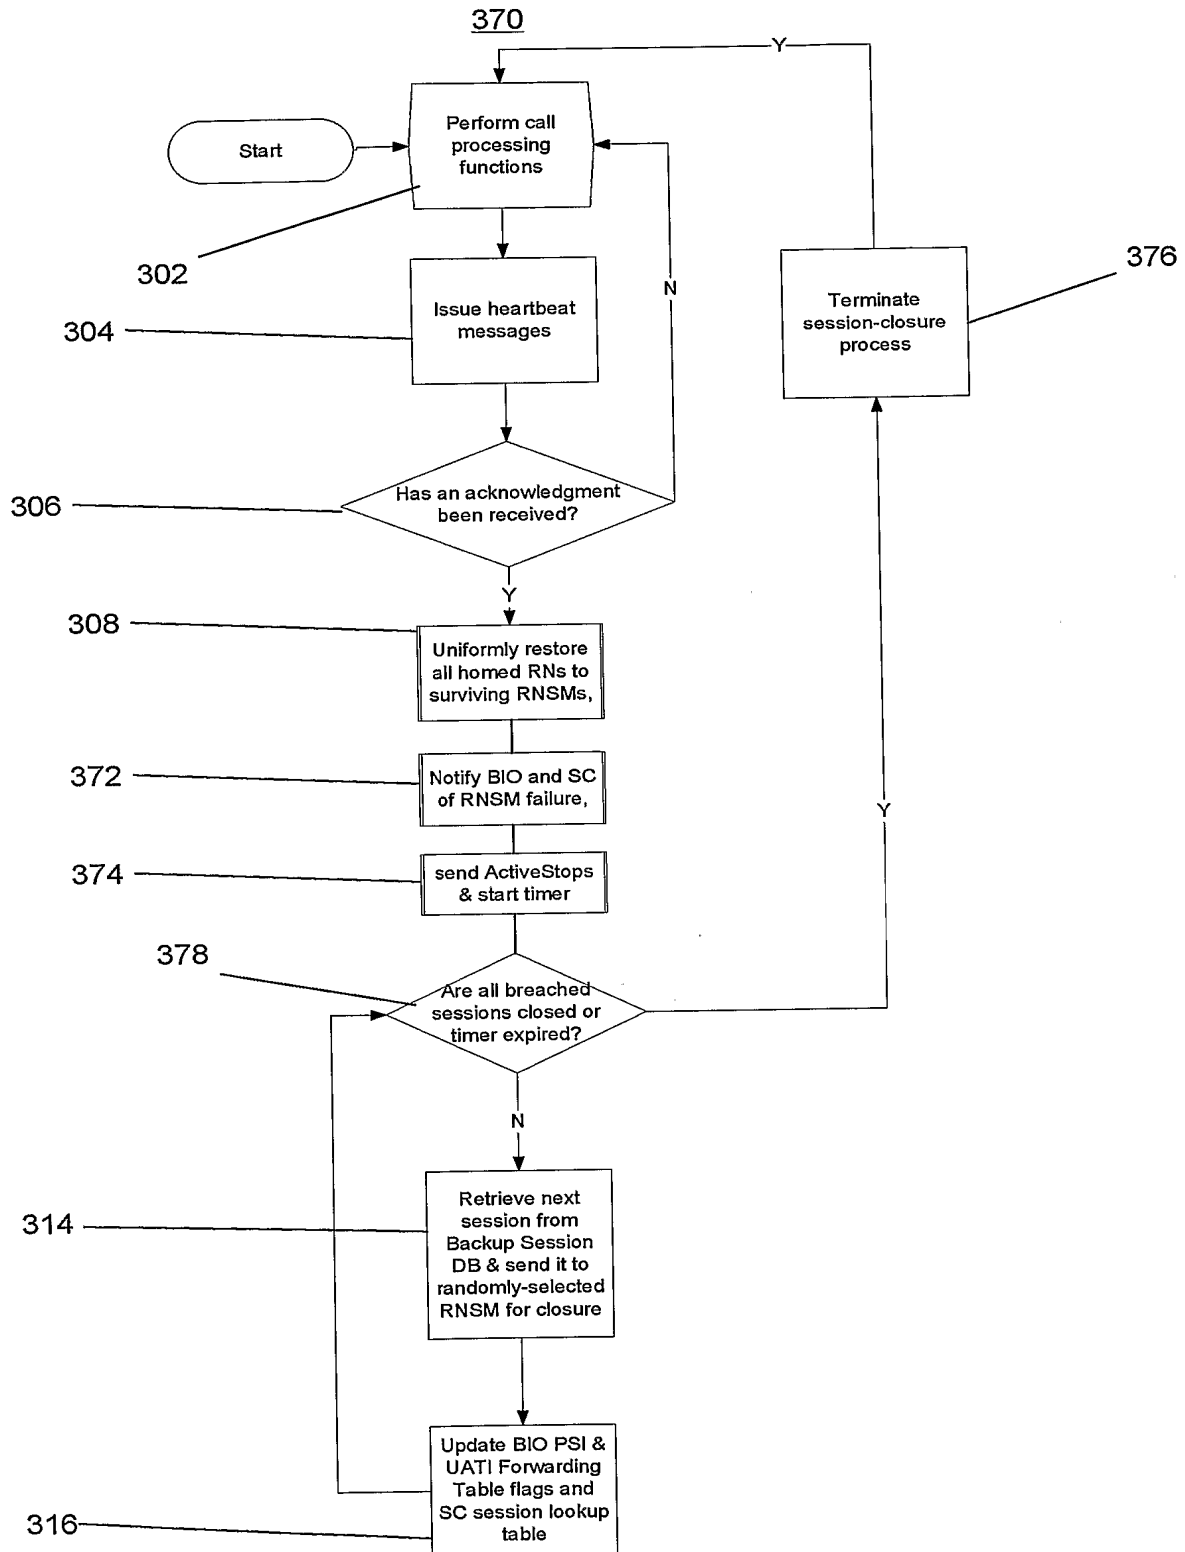 370
Y
Start
Perform call
processing
functions
302
N
376
304
Issue heartbeat
messages
Terminate
session-closure
process
306
Has an acknowledgment
been received?
Y
308
Uniformly restore
all homed RNs to
surviving RNSMs,
372
Notify BIO and SC
of RNSM failure,
Y
374
send ActiveStops
& start timer
378
Are all breached
sessions closed or
timer expired?
N
314
Retrieve next
session from
Backup Session
DB & send it to
randomly-selected
RNSM for closure
316
Update BIO PSI &
UATI Forwarding
Table flags and
SC session lookup
table